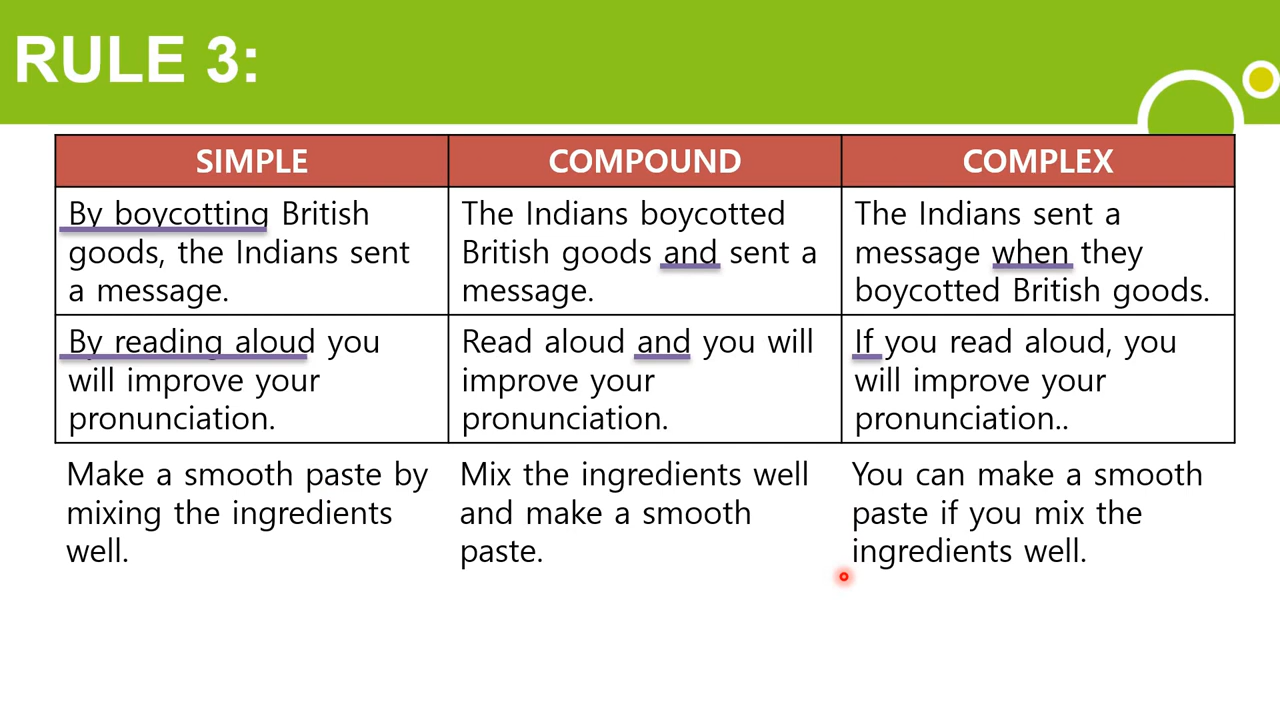 RULE 3:
SIMPLE
COMPOUND
COMPLEX
By boycotting British
goods, the Indians sent
a message.
The Indians boycotted
British goods and sent a
message.
The Indians sent a
message when they
boycotted British goods.
By reading aloud you
will improve your
pronunciation.
Read aloud and you will
improve your
pronunciation.
If you read aloud, you
will improve your
pronunciation..
Make a smooth paste by
mixing the ingredients
well.
Mix the ingredients well
and make a smooth
paste.
You can make a smooth
paste if you mix the
ingredients well.